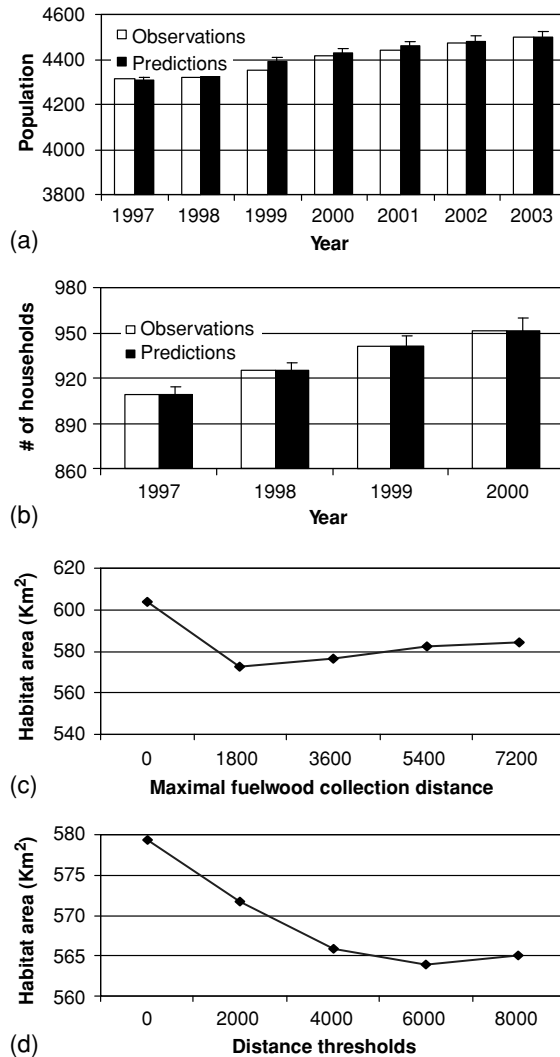 4600
4400
4200
4000
3800
Population
Observations
Predictions
1997 1998 1999 2000 2001 2002 2003
(a)
Year
980
950
920
890
860
# of households
Observations
Predictions
1997 1998 1999 2000
(b)
Year
620
600
580
560
540
Habitat area (Km²)
0 1800 3600 5400 7200
(c)
Maximal fuelwood collection distance
580
575
570
565
560
Habitat area (Km²)
0 2000 4000 6000 8000
(d)
Distance thresholds